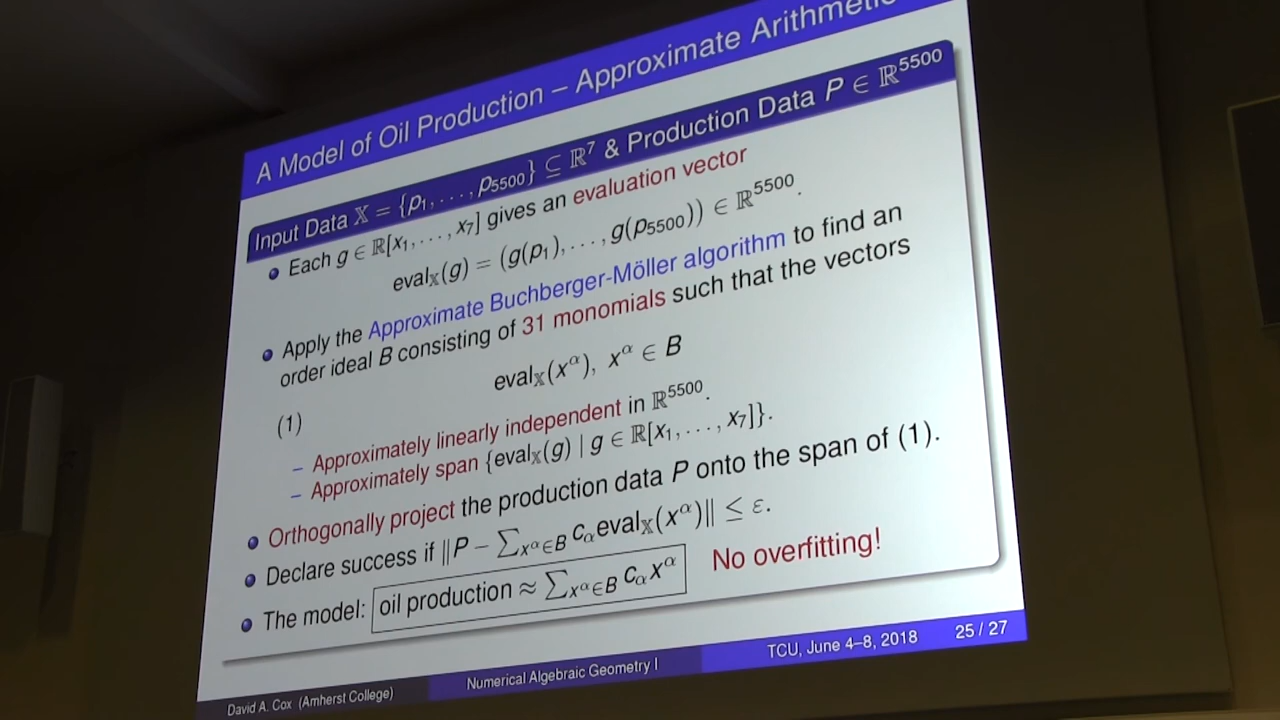 A Model of Oil Production – Approximate Arithmetic
Input Data 𝕏 = {p₁, . . . , p₅₅₀₀} ⊆ ℝ⁷ & Production Data P ∈ ℝ⁵⁵⁰⁰
Each g ∈ ℝ[x₁, . . . , x₇] gives an evaluation vector
eval_𝕏(g) = (g(p₁), . . . , g(p₅₅₀₀)) ∈ ℝ⁵⁵⁰⁰.
Apply the Approximate Buchberger-Möller algorithm to find an
order ideal B consisting of 31 monomials such that the vectors
(1) eval_𝕏(x^α), x^α ∈ B
– Approximately linearly independent in ℝ⁵⁵⁰⁰.
– Approximately span {eval_𝕏(g) | g ∈ ℝ[x₁, . . . , x₇]}.
Orthogonally project the production data P onto the span of (1).
Declare success if ‖P − ∑_{x^α∈B} c_α eval_𝕏(x^α)‖ ≤ ε.
The model: oil production ≈ ∑_{x^α∈B} c_α x^α No overfitting!
David A. Cox (Amherst College) Numerical Algebraic Geometry I TCU, June 4–8, 2018 25 / 27